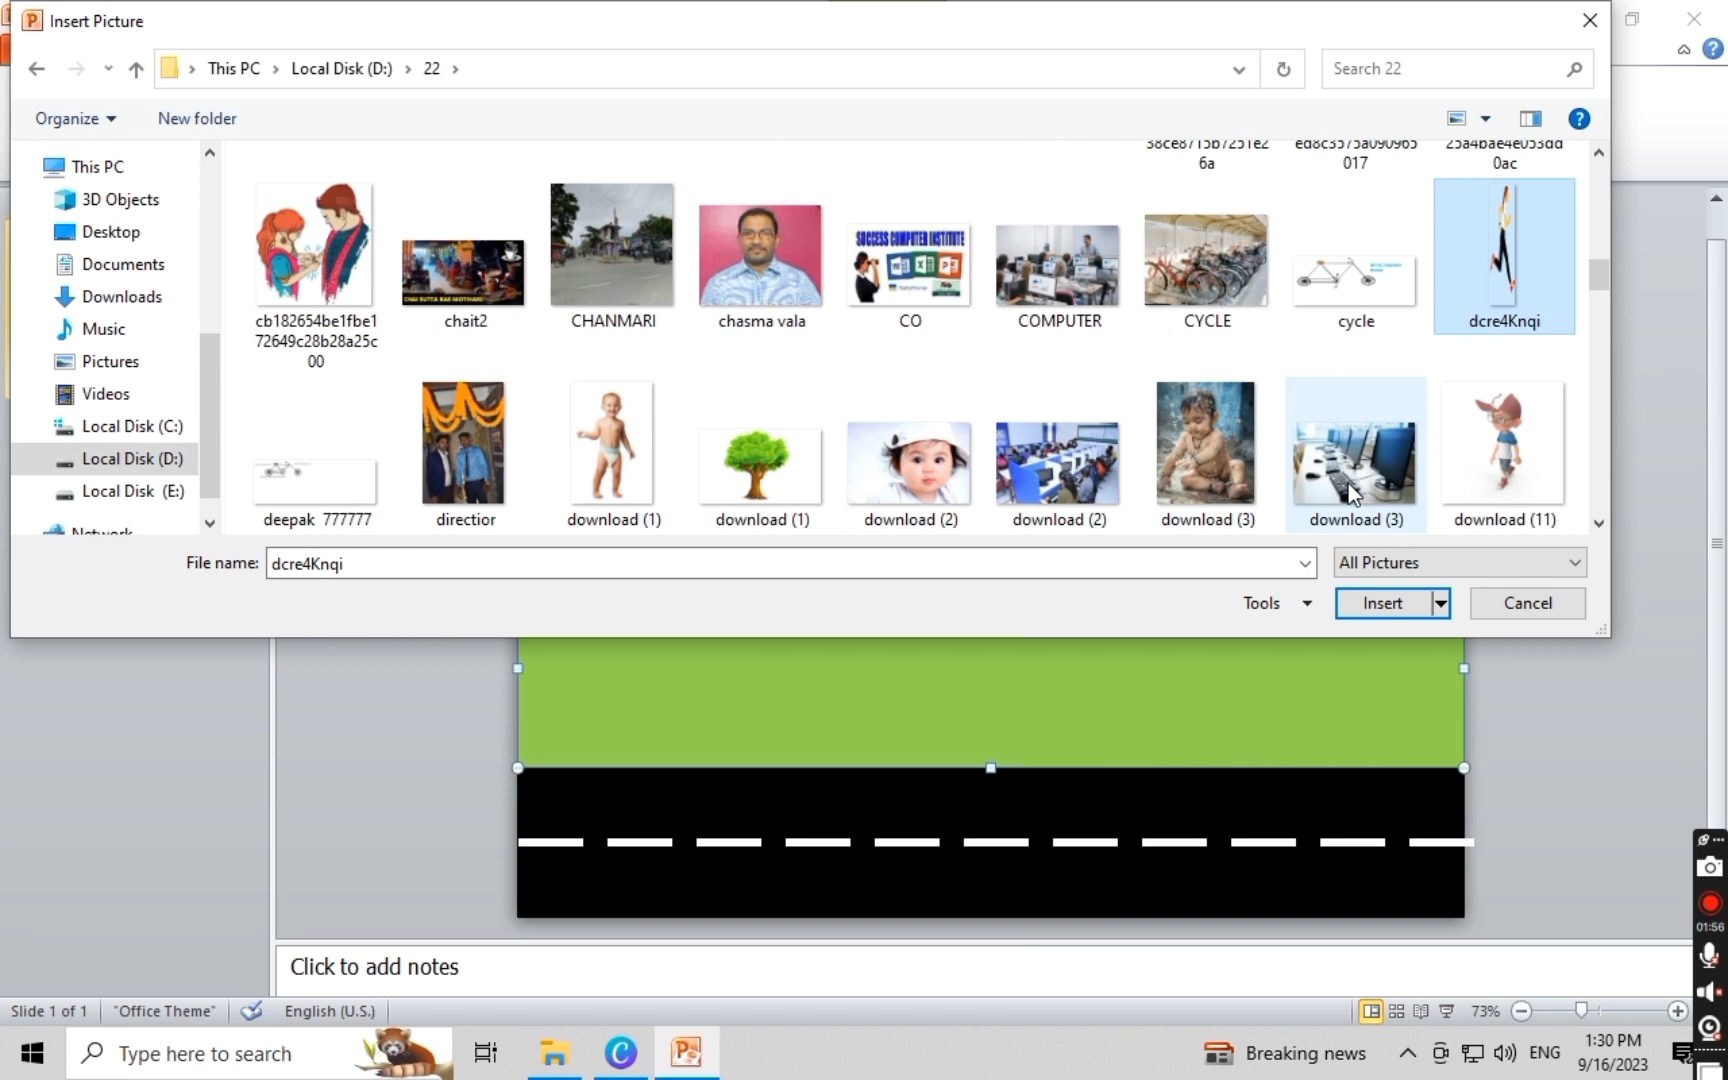 Insert Picture
This PC
Local Disk (D:)
22
Search 22
Organize
New folder
This PC
3D Objects
Desktop
Documents
Downloads
Music
Pictures
Videos
Local Disk (C:)
Local Disk (D:)
Local Disk (E:)
Network
6a
017
0ac
cb182654be1fbe1
72649c28b28a25c
00
chait2
CHANMARI
chasma vala
SUCCESS COMPUTER INSTITUTE
CO
COMPUTER
CYCLE
cycle
dcre4Knqi
deepak 777777
directior
download (1)
download (1)
download (2)
download (2)
download (3)
download (3)
download (11)
File name:
dcre4Knqi
All Pictures
Tools
Insert
Cancel
01:56
Click to add notes
Slide 1 of 1
"Office Theme"
English (U.S.)
73%
Type here to search
Breaking news
ENG
1:30 PM
9/16/2023